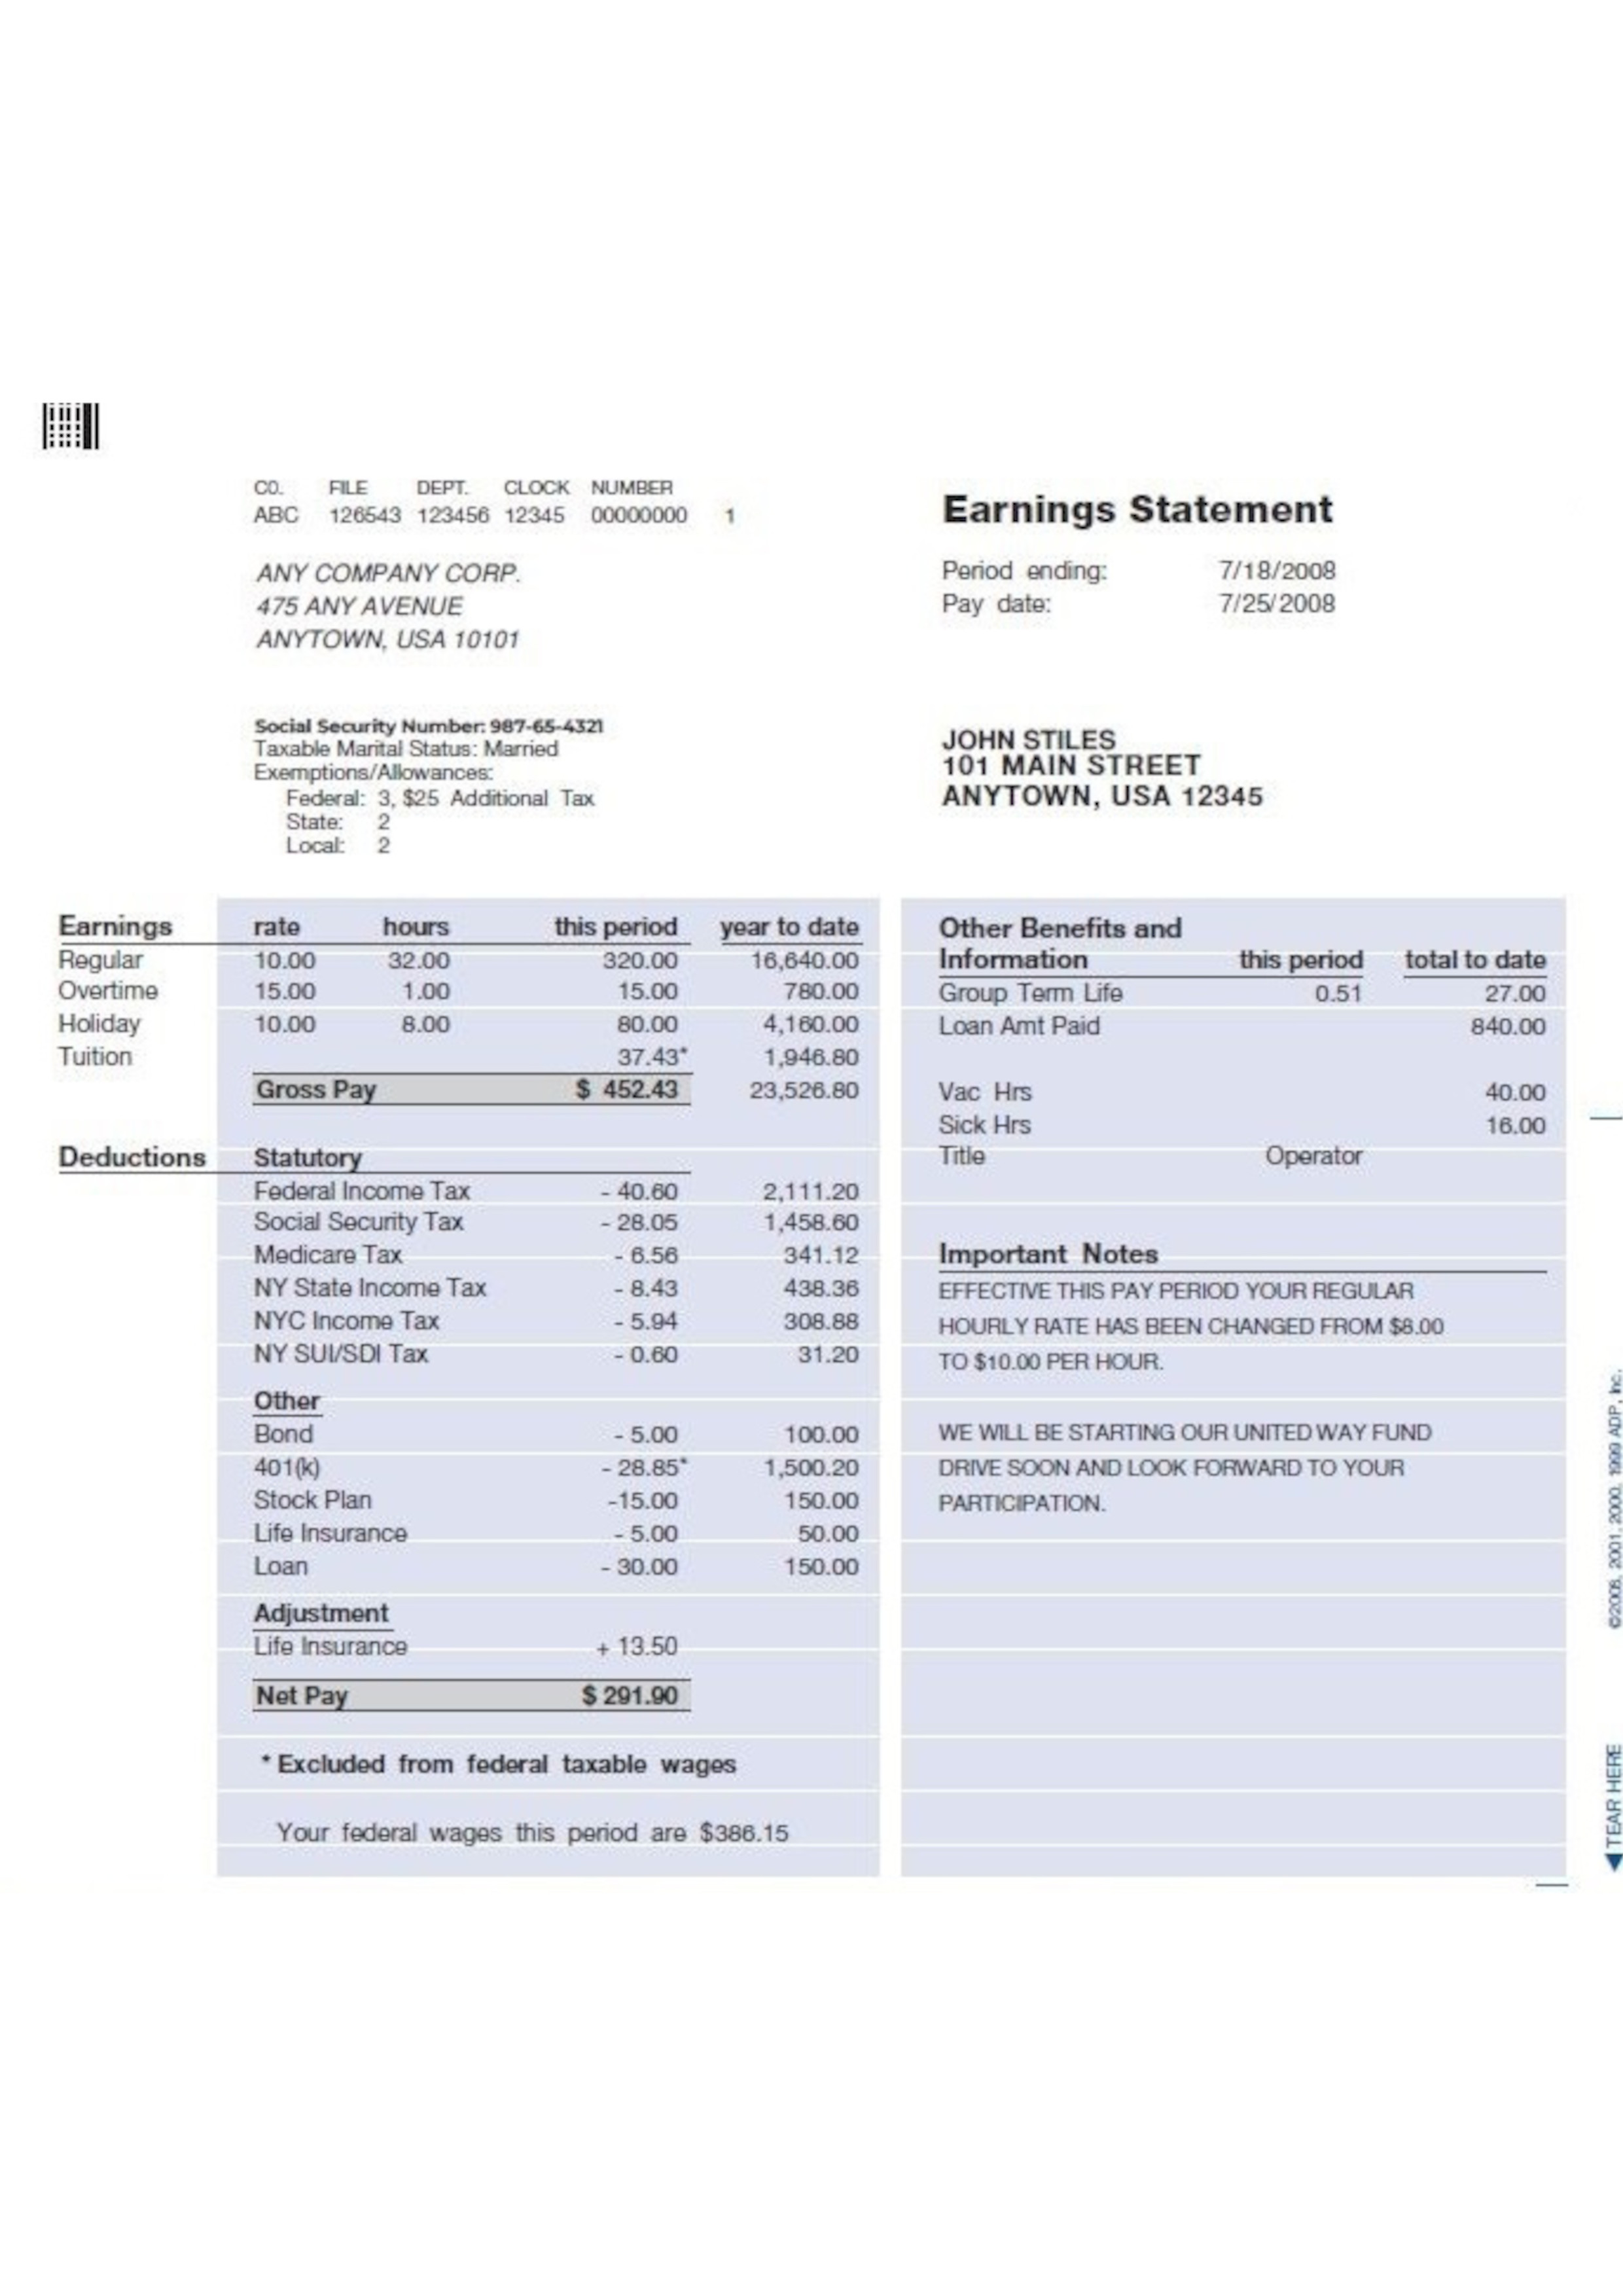 CO. FILE DEPT. CLOCK NUMBER
ABC 126543 123456 12345 00000000 1
Earnings Statement
ANY COMPANY CORP.
475 ANY AVENUE
ANYTOWN, USA 10101
Period ending: 7/18/2008
Pay date: 7/25/2008
Social Security Number: 987-65-4321
Taxable Marital Status: Married
Exemptions/Allowances:
Federal: 3, $25 Additional Tax
State: 2
Local: 2
JOHN STILES
101 MAIN STREET
ANYTOWN, USA 12345
Earnings rate hours this period year to date
Regular 10.00 32.00 320.00 16,640.00
Overtime 15.00 1.00 15.00 780.00
Holiday 10.00 8.00 80.00 4,160.00
Tuition 37.43* 1,946.80
Gross Pay $ 452.43 23,526.80
Deductions Statutory
Federal Income Tax - 40.60 2,111.20
Social Security Tax - 28.05 1,458.60
Medicare Tax - 6.56 341.12
NY State Income Tax - 8.43 438.36
NYC Income Tax - 5.94 308.88
NY SUI/SDI Tax - 0.60 31.20
Other
Bond - 5.00 100.00
401(k) - 28.85* 1,500.20
Stock Plan -15.00 150.00
Life Insurance - 5.00 50.00
Loan - 30.00 150.00
Adjustment
Life Insurance + 13.50
Net Pay $ 291.90
* Excluded from federal taxable wages
Your federal wages this period are $386.15
Other Benefits and
Information this period total to date
Group Term Life 0.51 27.00
Loan Amt Paid 840.00
Vac Hrs 40.00
Sick Hrs 16.00
Title Operator
Important Notes
EFFECTIVE THIS PAY PERIOD YOUR REGULAR
HOURLY RATE HAS BEEN CHANGED FROM $8.00
TO $10.00 PER HOUR.
WE WILL BE STARTING OUR UNITED WAY FUND
DRIVE SOON AND LOOK FORWARD TO YOUR
PARTICIPATION.
2001, 2000, 1999 ADP, Inc.
TEAR HERE